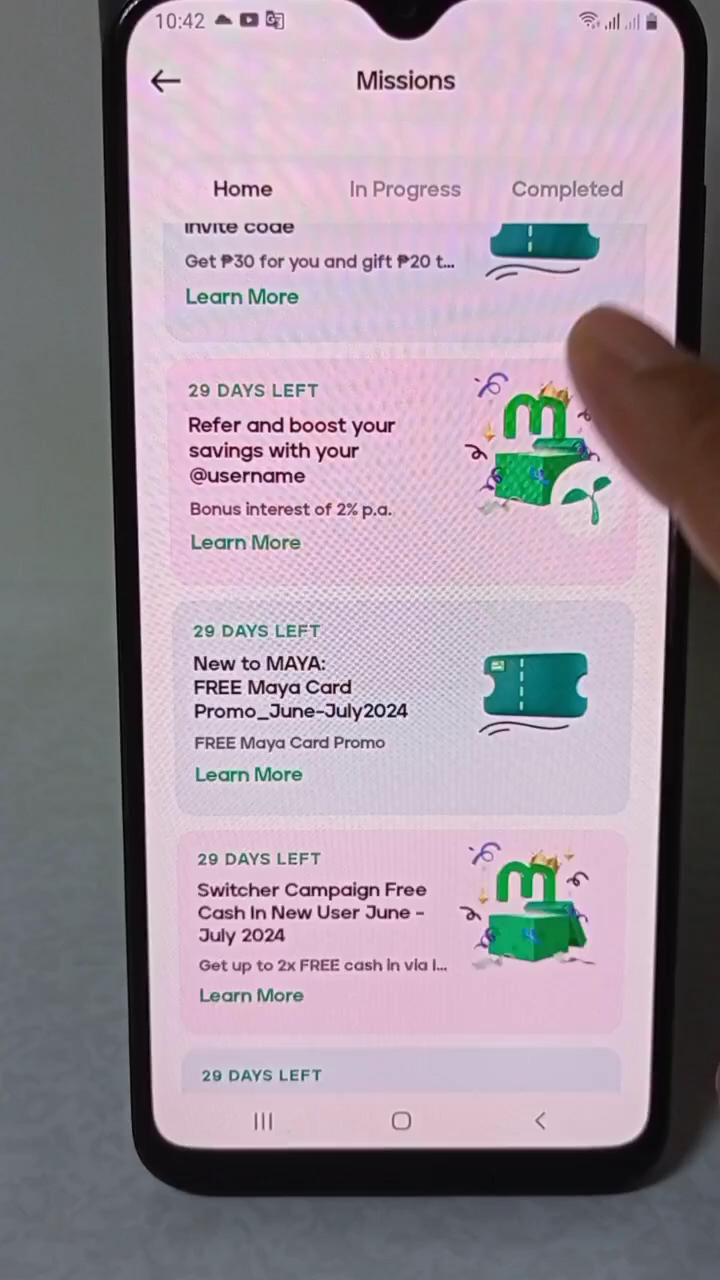 10:42
Missions
Home In Progress Completed
invite code
Get ₱30 for you and gift ₱20 t...
Learn More
29 DAYS LEFT
Refer and boost your
savings with your
@username
Bonus interest of 2% p.a.
Learn More
29 DAYS LEFT
New to MAYA:
FREE Maya Card
Promo_June-July2024
FREE Maya Card Promo
Learn More
29 DAYS LEFT
Switcher Campaign Free
Cash In New User June -
July 2024
Get up to 2x FREE cash in via I...
Learn More
29 DAYS LEFT